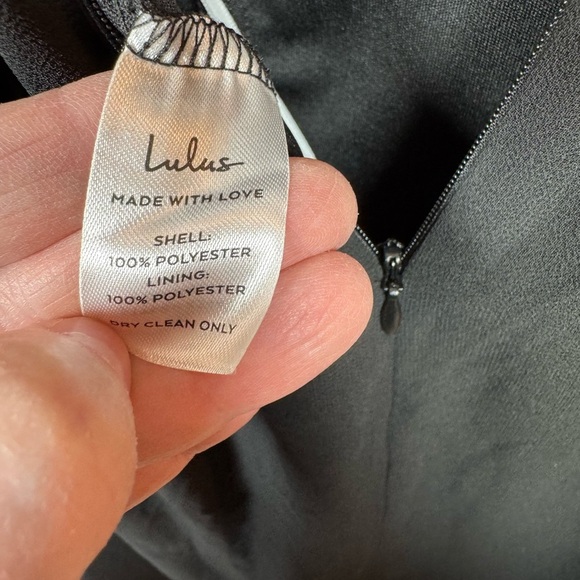 Lulus
MADE WITH LOVE
SHELL:
100% POLYESTER
LINING:
100% POLYESTER
DRY CLEAN ONLY